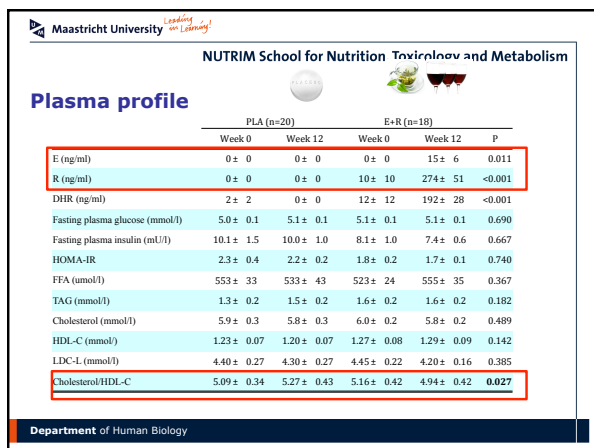 Maastricht University Leading in Learning!
NUTRIM School for Nutrition Toxicology and Metabolism
PLACEBO
Plasma profile
PLA (n=20) E+R (n=18)
Week 0 Week 12 Week 0 Week 12 P
E (ng/ml) 0 ± 0 0 ± 0 0 ± 0 15 ± 6 0.011
R (ng/ml) 0 ± 0 0 ± 0 10 ± 10 274 ± 51 <0.001
DHR (ng/ml) 2 ± 2 0 ± 0 12 ± 12 192 ± 28 <0.001
Fasting plasma glucose (mmol/l) 5.0 ± 0.1 5.1 ± 0.1 5.1 ± 0.1 5.1 ± 0.1 0.690
Fasting plasma insulin (mU/l) 10.1 ± 1.5 10.0 ± 1.0 8.1 ± 1.0 7.4 ± 0.6 0.667
HOMA-IR 2.3 ± 0.4 2.2 ± 0.2 1.8 ± 0.2 1.7 ± 0.1 0.740
FFA (umol/l) 553 ± 33 533 ± 43 523 ± 24 555 ± 35 0.367
TAG (mmol/l) 1.3 ± 0.2 1.5 ± 0.2 1.6 ± 0.2 1.6 ± 0.2 0.182
Cholesterol (mmol/l) 5.9 ± 0.3 5.8 ± 0.3 6.0 ± 0.2 5.8 ± 0.2 0.489
HDL-C (mmol/) 1.23 ± 0.07 1.20 ± 0.07 1.27 ± 0.08 1.29 ± 0.09 0.142
LDC-L (mmol/l) 4.40 ± 0.27 4.30 ± 0.27 4.45 ± 0.22 4.20 ± 0.16 0.385
Cholesterol/HDL-C 5.09 ± 0.34 5.27 ± 0.43 5.16 ± 0.42 4.94 ± 0.42 0.027
Department of Human Biology